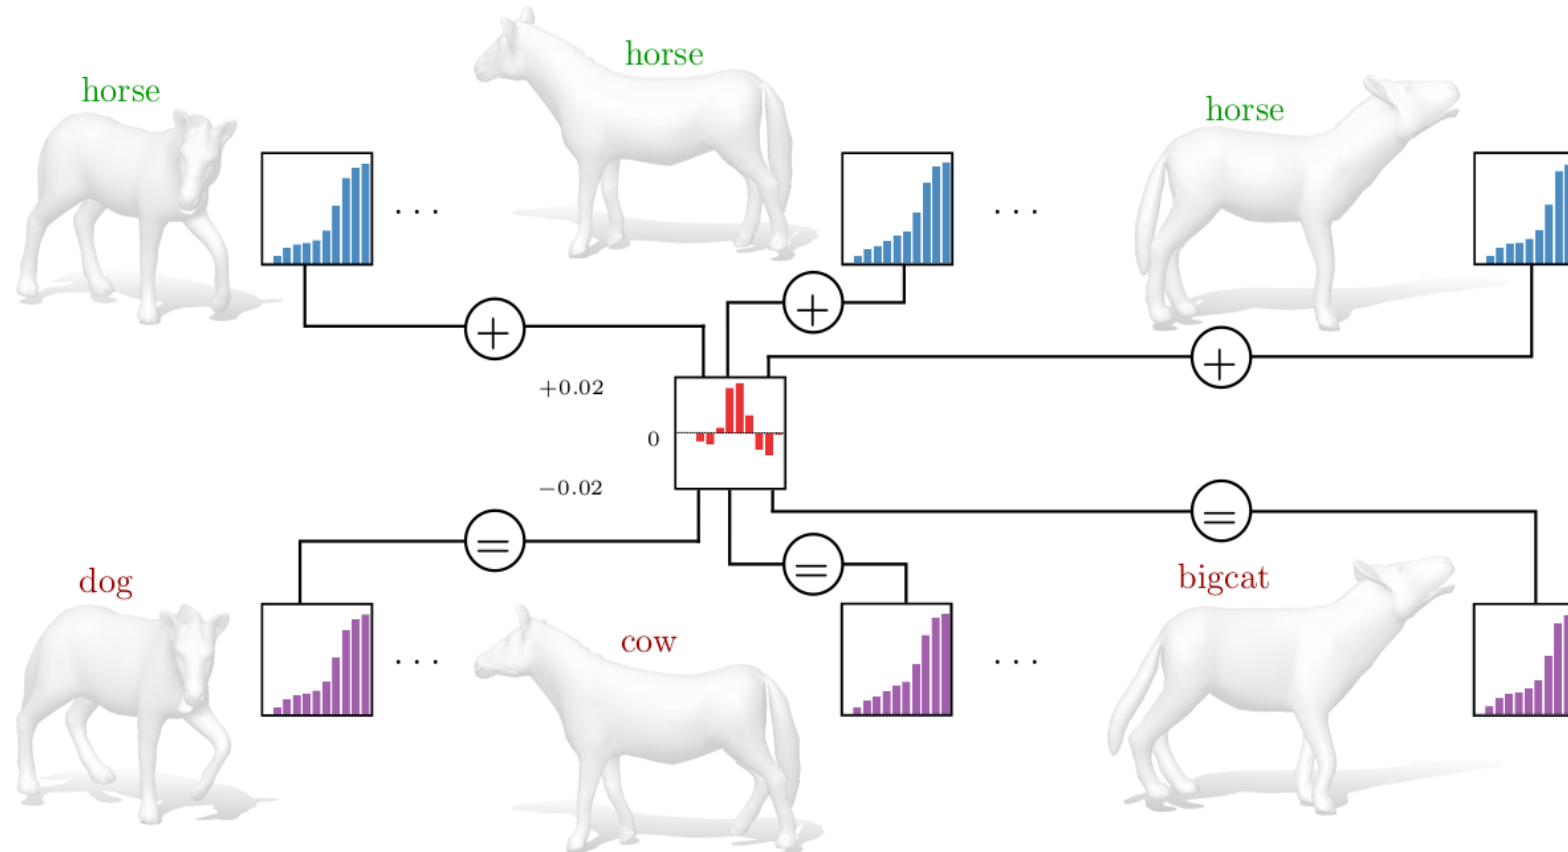 horse
horse
horse
. . .
. . .
+
+
+
+0.02
0
−0.02
=
=
=
dog
cow
bigcat
. . .
. . .